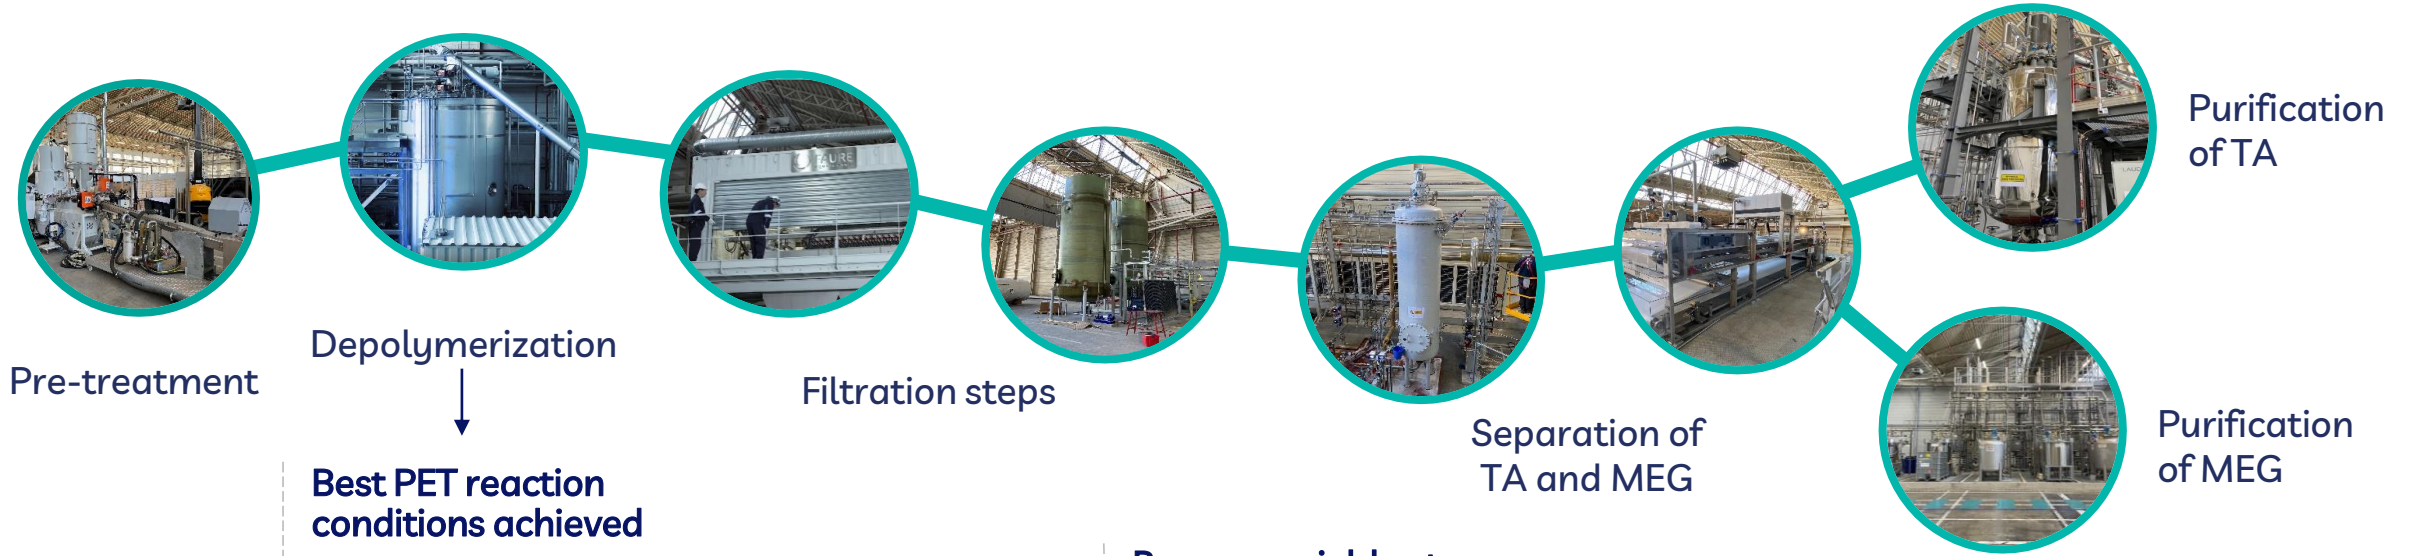 Purification
of TA
Depolymerization
Pre-treatment
Filtration steps
Separation of
TA and MEG
Purification
of MEG
Best PET reaction
conditions achieved